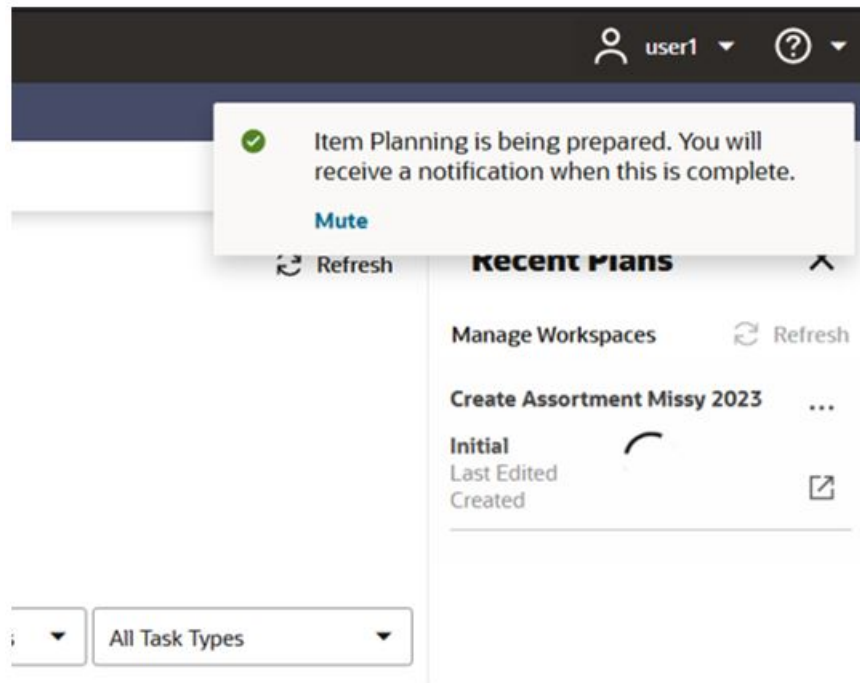 user1
Item Planning is being prepared. You will
receive a notification when this is complete.
Mute
Refresh
Recent Plans
Manage Workspaces
Refresh
Create Assortment Missy 2023
...
Initial
Last Edited
Created
s
All Task Types